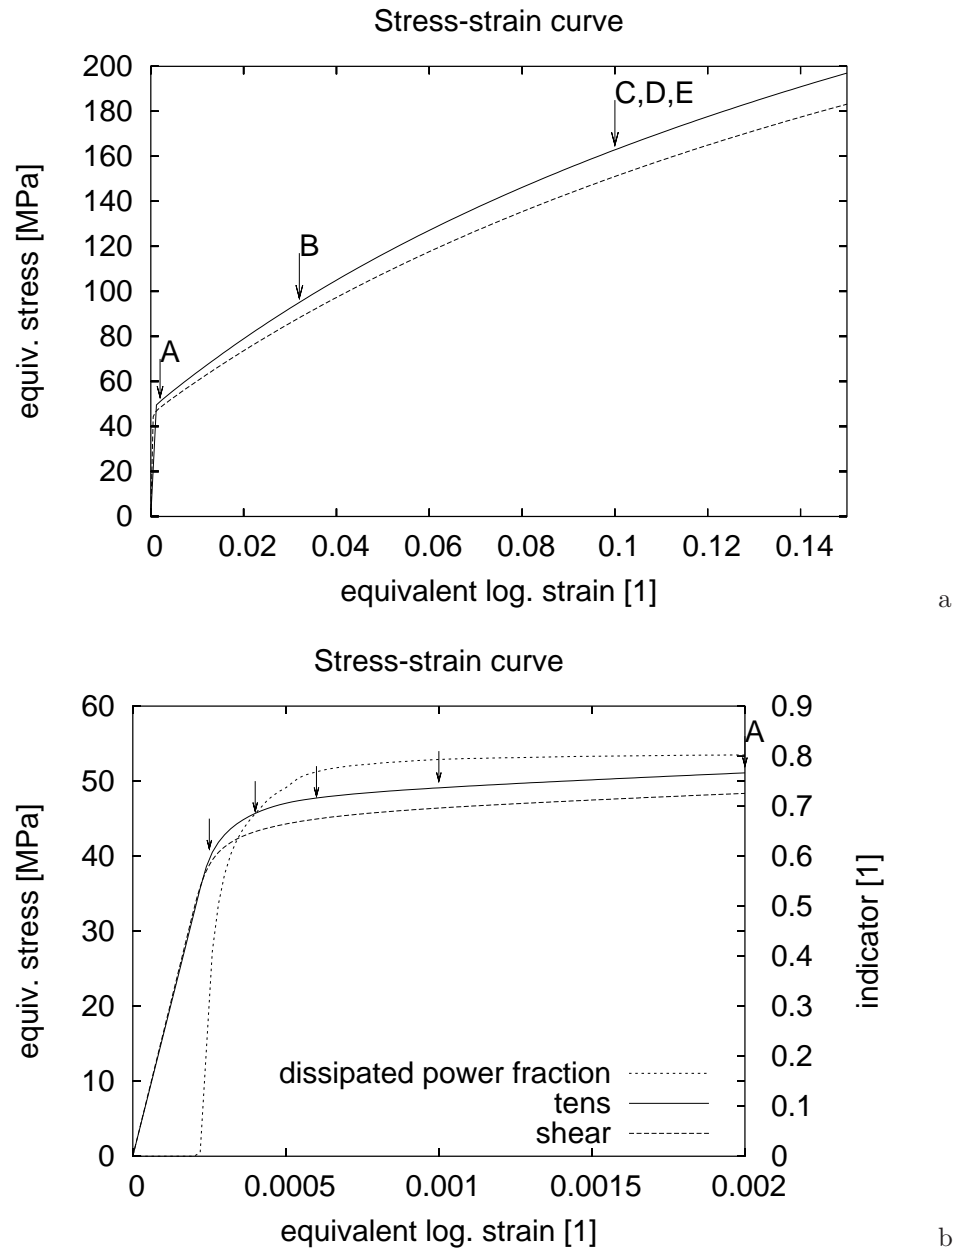 Stress-strain curve
200
180
160
140
120
100
80
60
40
20
0
equiv. stress [MPa]
C,D,E
B
A
0 0.02 0.04 0.06 0.08 0.1 0.12 0.14
equivalent log. strain [1]
a
Stress-strain curve
60
50
40
30
20
10
0
equiv. stress [MPa]
A
0.9
0.8
0.7
0.6
0.5
0.4
0.3
0.2
0.1
0
indicator [1]
dissipated power fraction
tens
shear
0 0.0005 0.001 0.0015 0.002
equivalent log. strain [1]
b